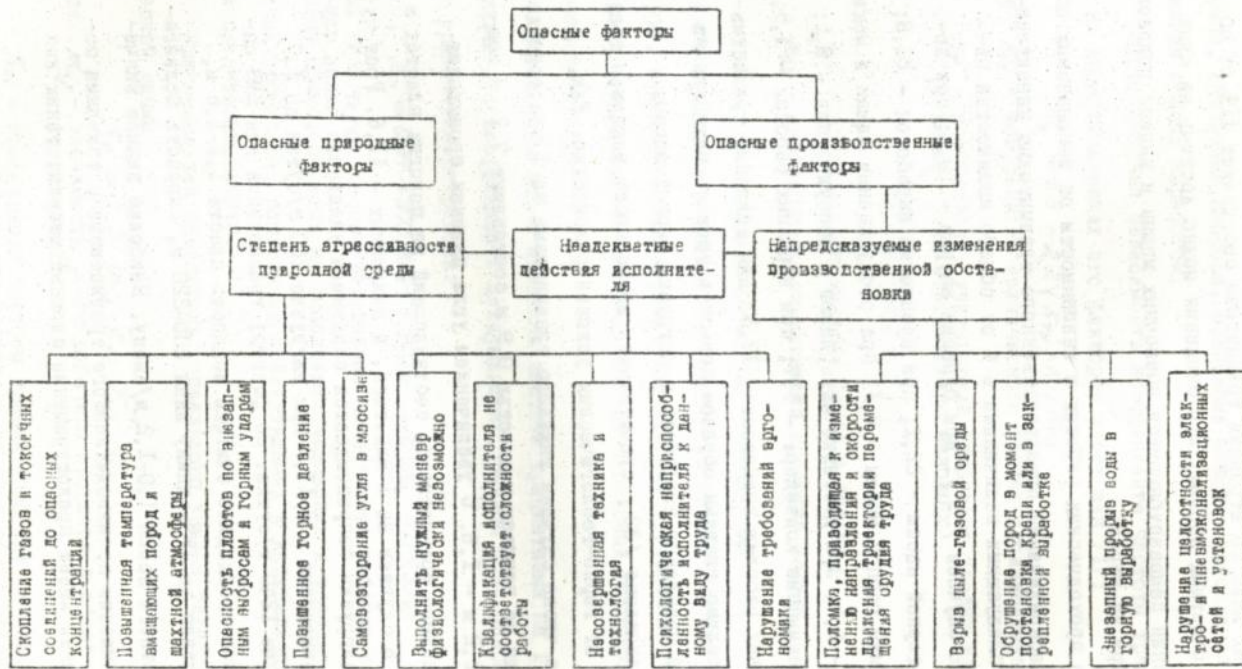 Опасные факторы
Опасные природные
факторы
Опасные производственные
факторы
Степень агрессивности
природной среды
Неадекватные
действия исполните-
ля
Непредсказуемые изменения
производственной обста-
новки
Скопление газов и токсичных
соединений до опасных
концентраций
Повышенная температура
вмещающих пород и
шахтной атмосферы
Опасность пластов по внезап-
ным выбросам и горным ударам
Повышенное горное давление
Самовозгорание угля в массиве
Выполнить нужный маневр
физиологически невозможно
Квалификация исполнителя не
соответствует сложности
работы
Несовершенная техника и
технология
Психологическая неприспособ-
ленность исполнителя к дан-
ному виду труда
Нарушение требований эрго-
номики
Поломка, приводящая к изме-
нению направления и скорости
движения траектории переме-
щения орудия труда
Взрыв пыле-газовой среды
Обрушение пород в момент
постановки крепи или в зак-
репленной выработке
Внезапный прорыв воды в
горную выработку
Нарушение целостности элек-
тро- и пневмоканализационных
сетей и установок